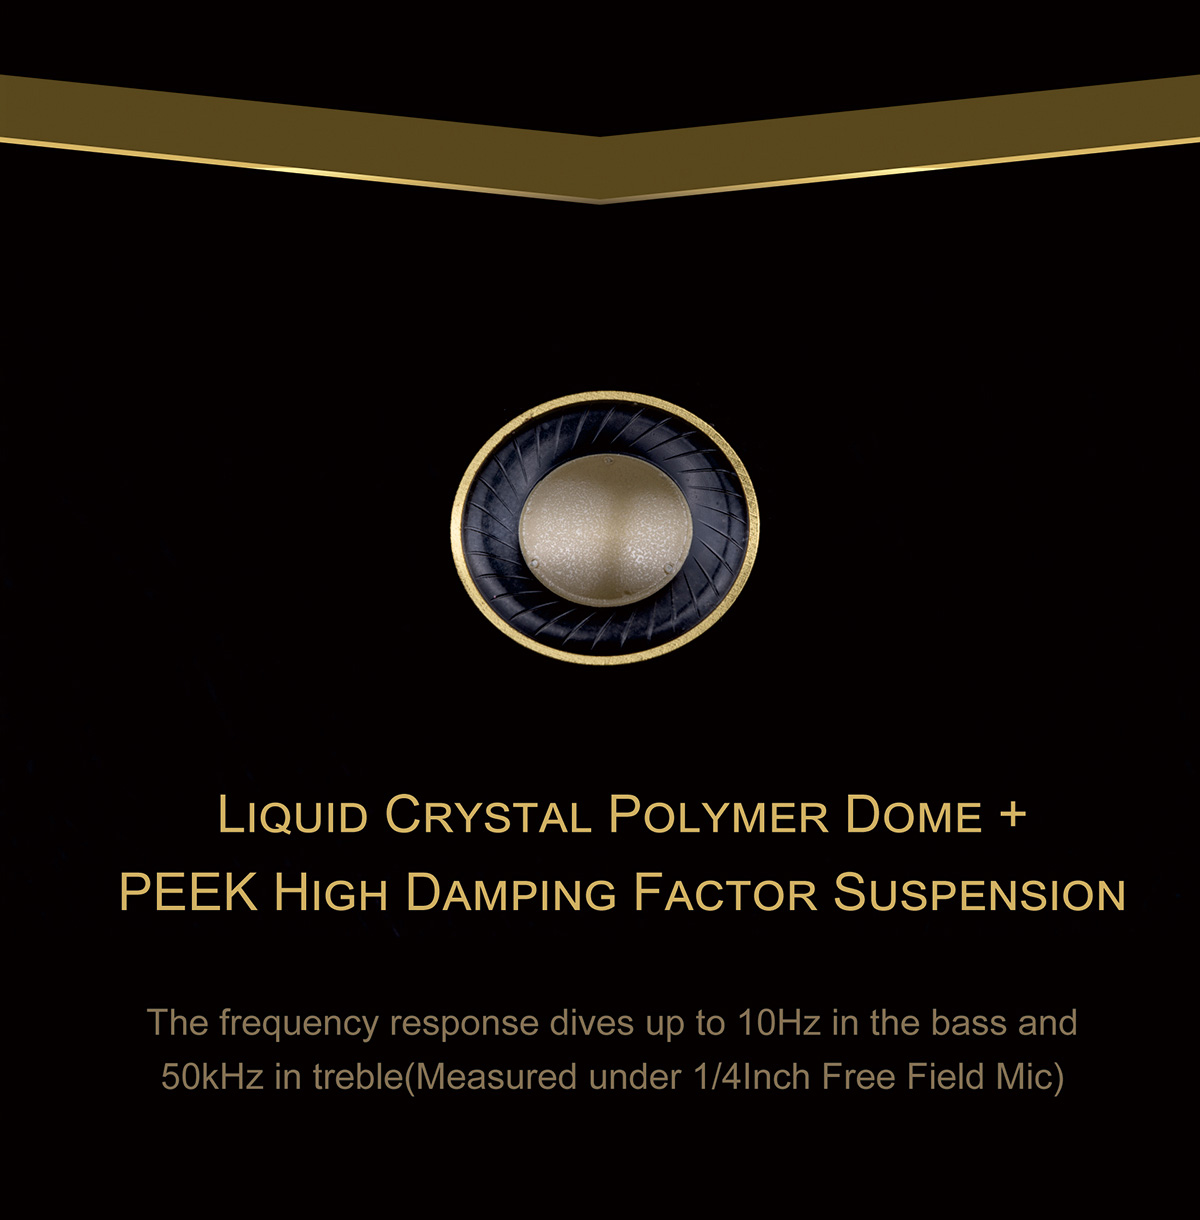 Liquid Crystal Polymer Dome +
PEEK High Damping Factor Suspension
The frequency response dives up to 10Hz in the bass and
50kHz in treble(Measured under 1/4Inch Free Field Mic)